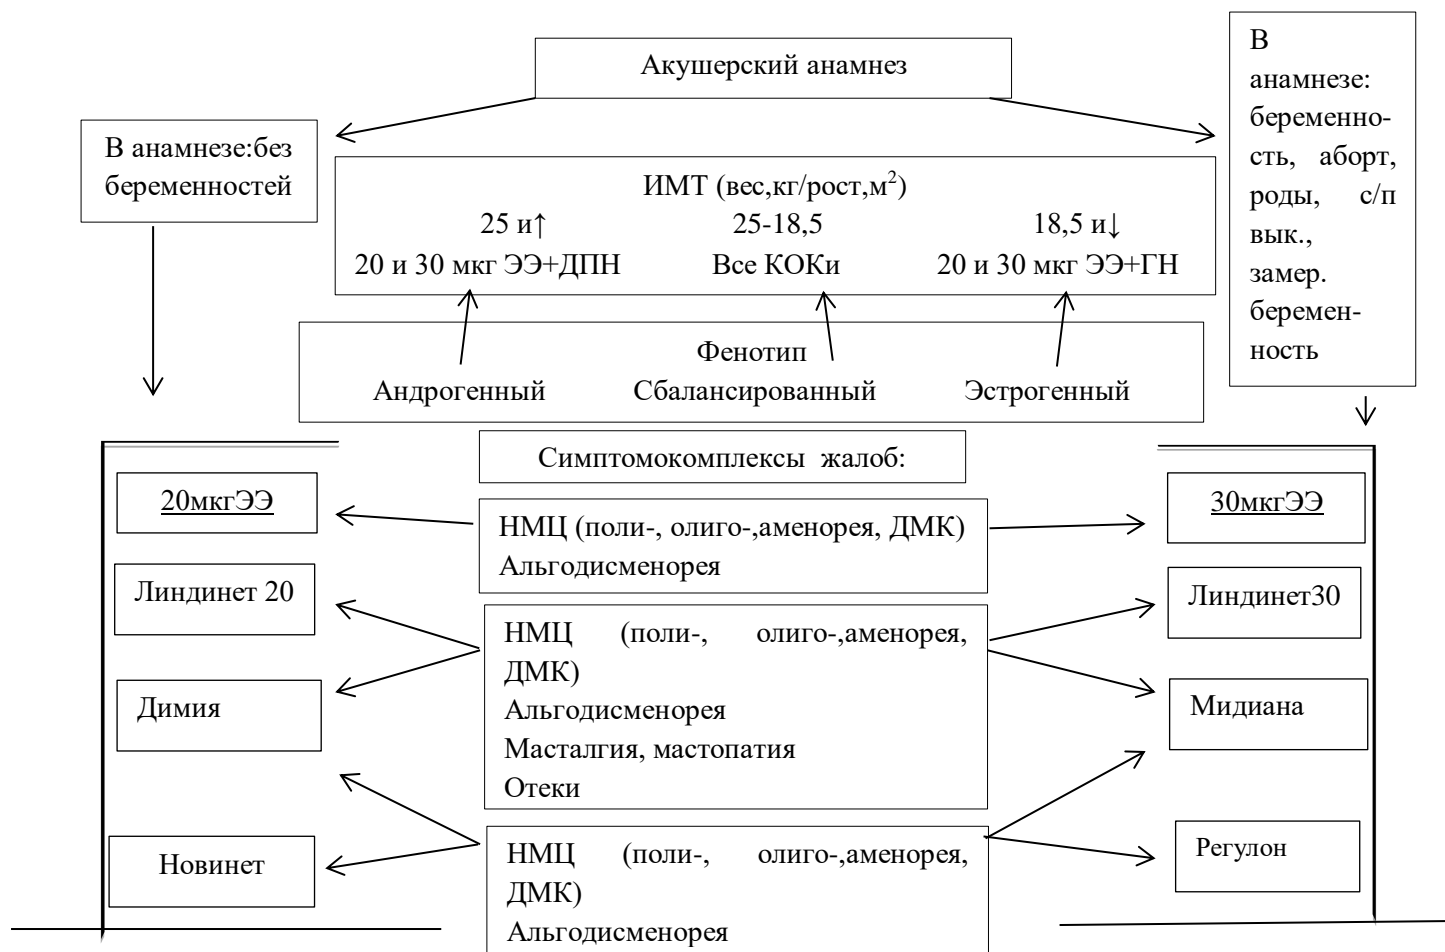 Акушерский анамнез
В
анамнезе:
беременно-
сть, аборт,
роды, с/п
вык.,
замер.
беремен-
ность
В анамнезе:без
беременностей
ИМТ (вес,кг/рост,м²)
25 и↑ 25-18,5 18,5 и↓
20 и 30 мкг ЭЭ+ДПН Все КОКи 20 и 30 мкг ЭЭ+ГН
Фенотип
Андрогенный Сбалансированный Эстрогенный
Симптомокомплексы жалоб:
20мкгЭЭ
НМЦ (поли-, олиго-,аменорея, ДМК)
Альгодисменорея
30мкгЭЭ
Линдинет 20
Линдинет30
НМЦ (поли-, олиго-,аменорея,
ДМК)
Альгодисменорея
Масталгия, мастопатия
Отеки
Димия
Мидиана
Новинет
НМЦ (поли-, олиго-,аменорея,
ДМК)
Альгодисменорея
Регулон